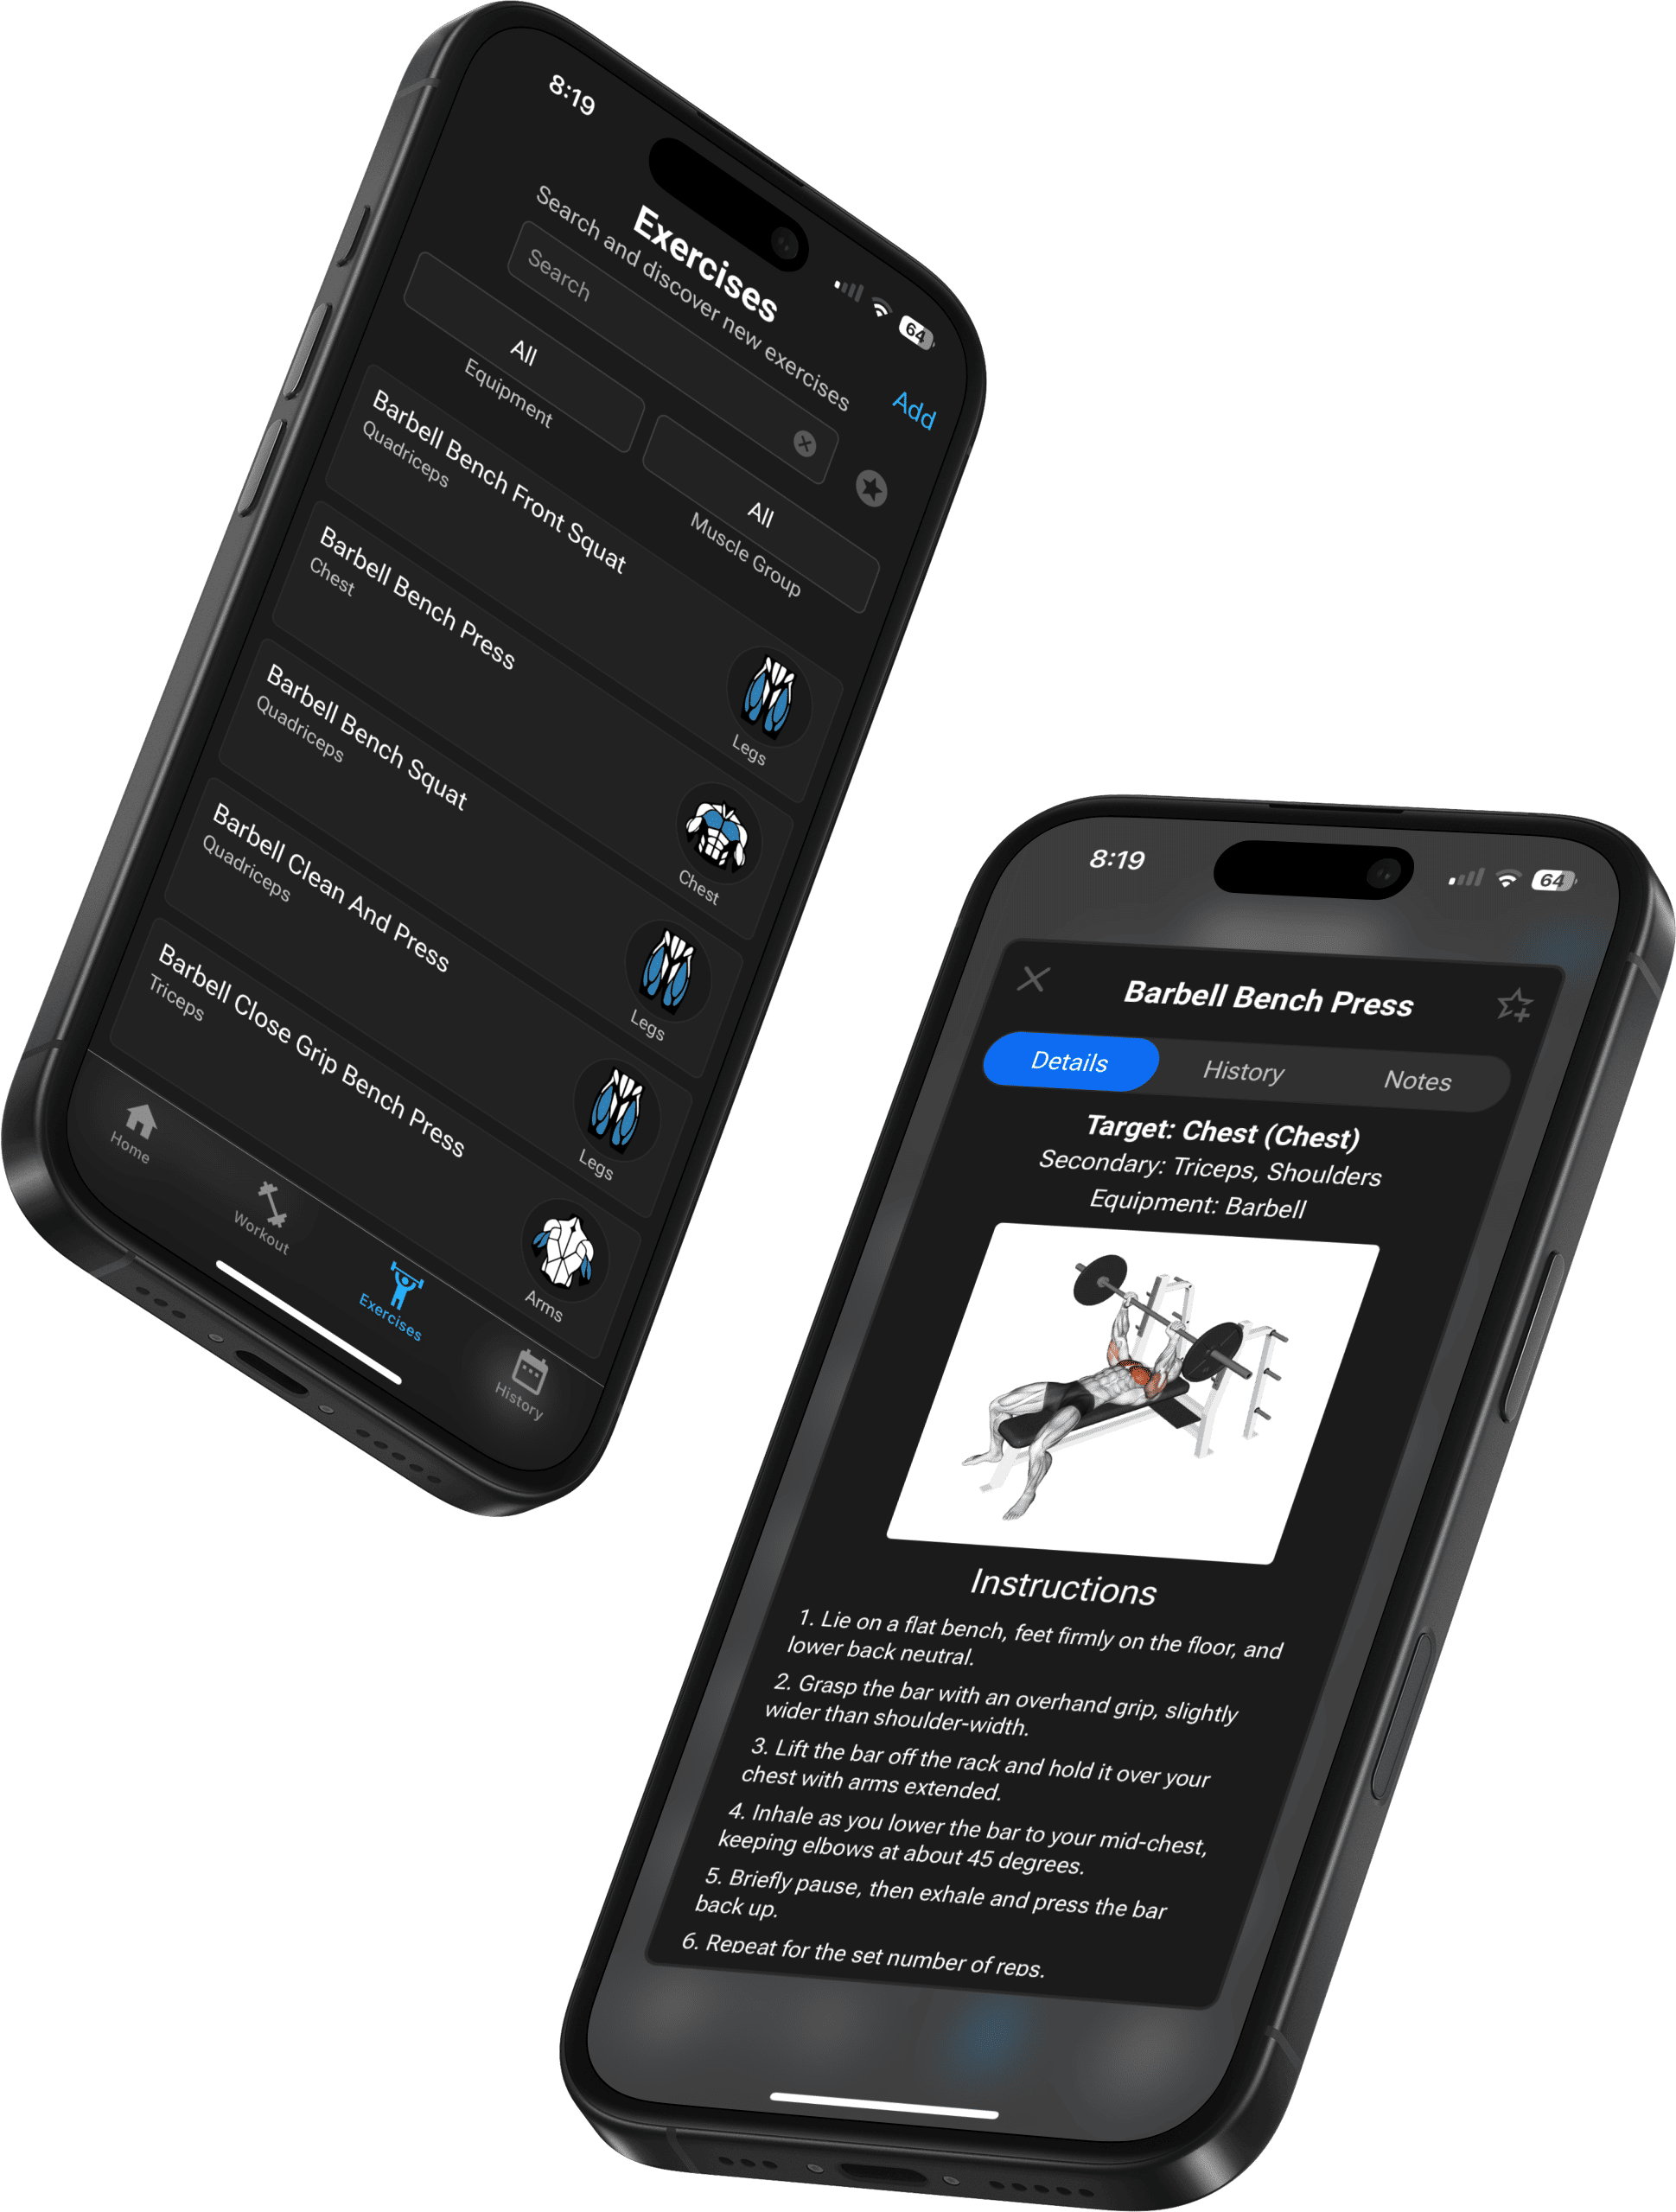 8:19
64
Exercises
Search and discover new exercises
Add
Search
All
Equipment
All
Muscle Group
Barbell Bench Front Squat
Quadriceps
Legs
Barbell Bench Press
Chest
Chest
Barbell Bench Squat
Quadriceps
Legs
Barbell Clean And Press
Quadriceps
Legs
Barbell Close Grip Bench Press
Triceps
Arms
Home
Workout
Exercises
History
8:19
64
Barbell Bench Press
Details
History
Notes
Target: Chest (Chest)
Secondary: Triceps, Shoulders
Equipment: Barbell
Instructions
1. Lie on a flat bench, feet firmly on the floor, and
lower back neutral.
2. Grasp the bar with an overhand grip, slightly
wider than shoulder-width.
3. Lift the bar off the rack and hold it over your
chest with arms extended.
4. Inhale as you lower the bar to your mid-chest,
keeping elbows at about 45 degrees.
5. Briefly pause, then exhale and press the bar
back up.
6. Repeat for the set number of reps.